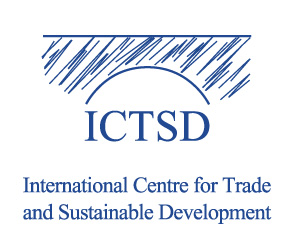 ICTSD
International Centre for Trade
and Sustainable Development